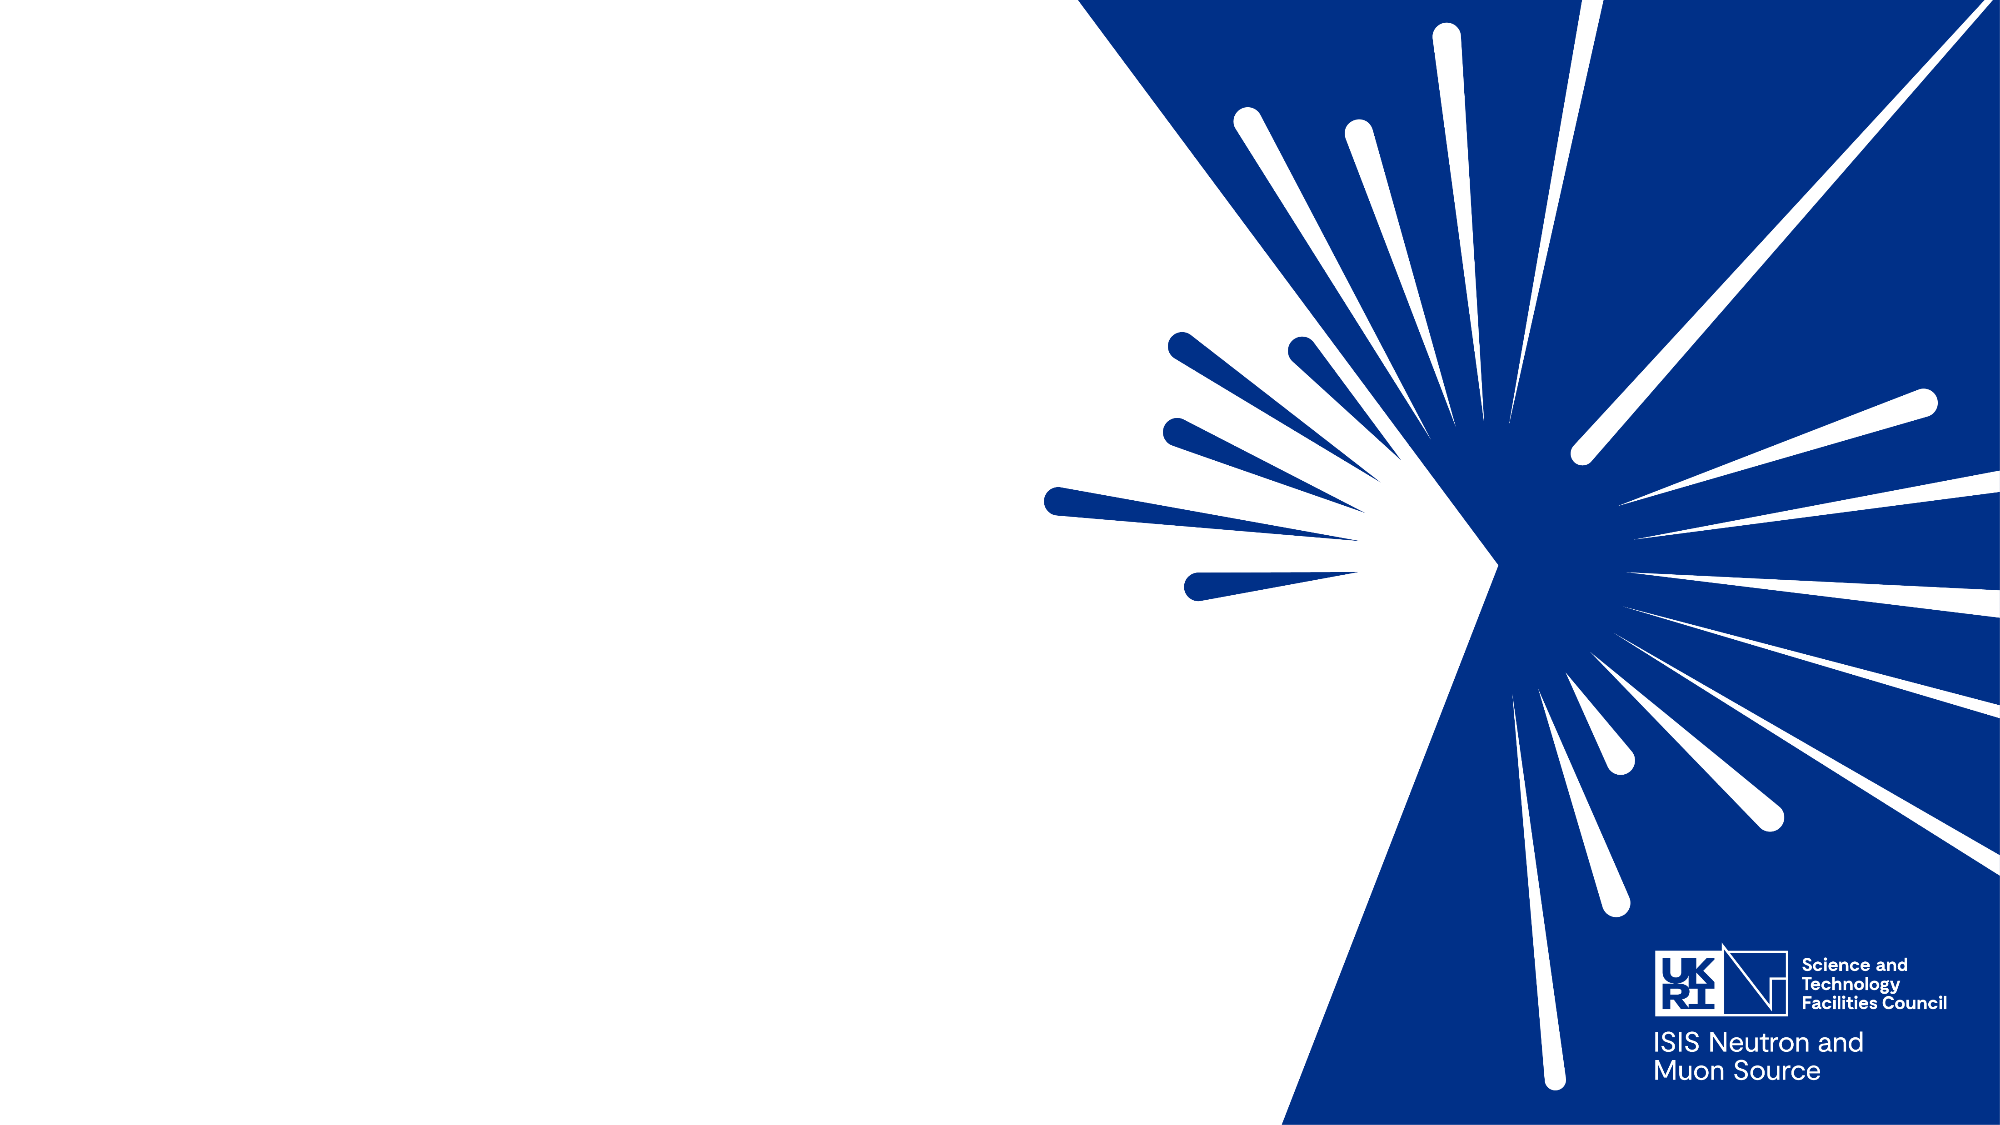 UK
RI
Science and
Technology
Facilities Council
ISIS Neutron and
Muon Source